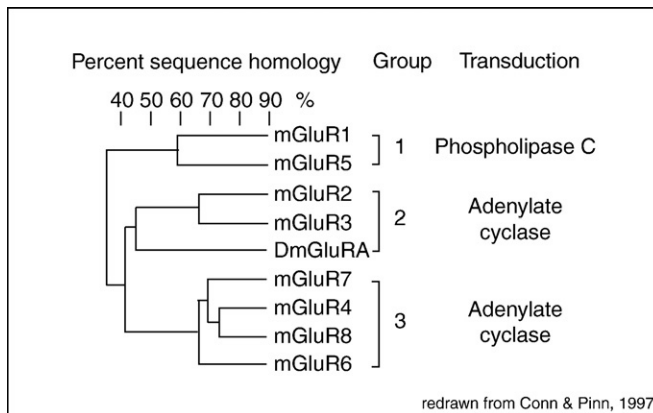 Percent sequence homology Group Transduction
40 50 60 70 80 90 %
mGluR1
mGluR5
1 Phospholipase C
mGluR2
mGluR3
DmGluRA
2 Adenylate
cyclase
mGluR7
mGluR4
mGluR8
mGluR6
3 Adenylate
cyclase
redrawn from Conn & Pinn, 1997